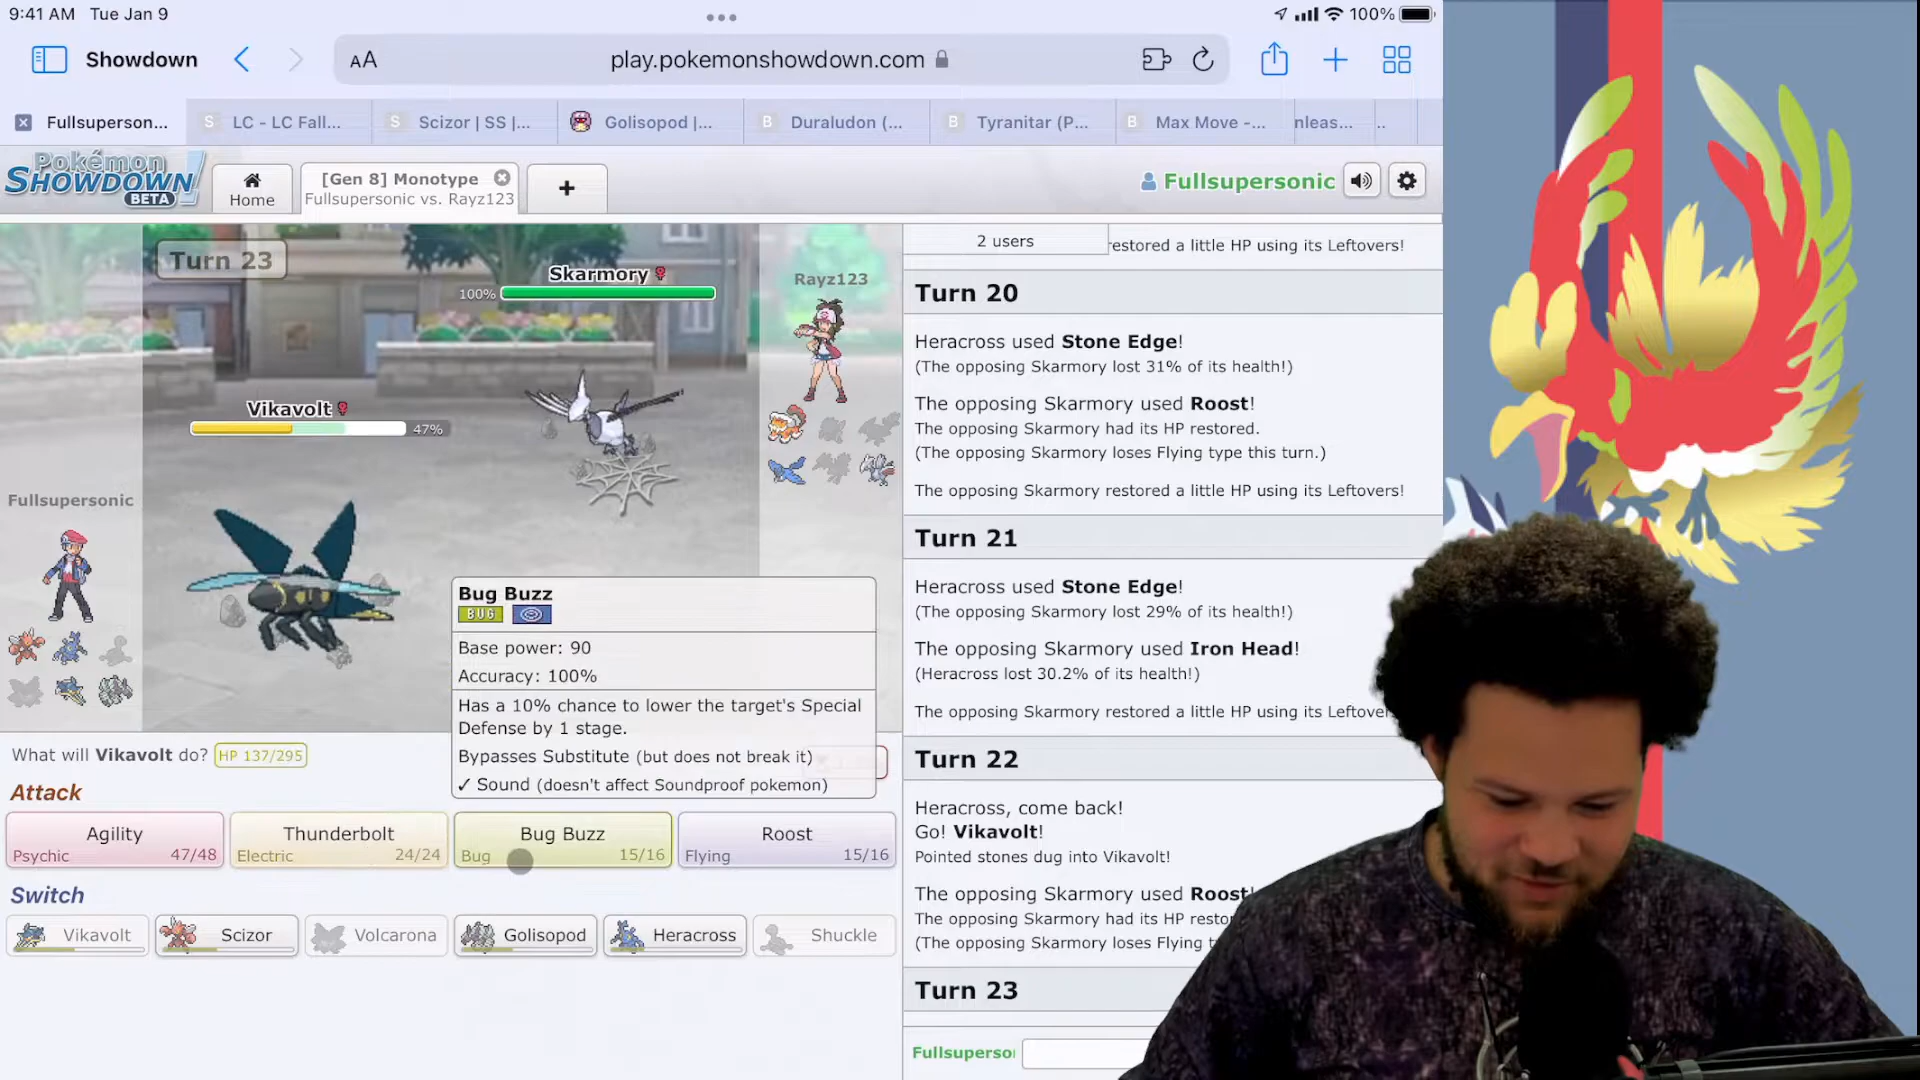 9:41 AM Tue Jan 9
100%
Showdown
AA
play.pokemonshowdown.com
Fullsuperson...
S LC - LC Fall...
S Scizor | SS |...
Golisopod |...
B Duraludon (...
B Tyranitar (P...
B Max Move -...
nleas...
..
Pokémon
SHOWDOWN!
BETA
Home
[Gen 8] Monotype
Fullsupersonic vs. Rayz123
+
Fullsupersonic
Turn 23
Skarmory
100%
Rayz123
Vikavolt
47%
Fullsupersonic
Bug Buzz
BUG
Base power: 90
Accuracy: 100%
Has a 10% chance to lower the target's Special
Defense by 1 stage.
Bypasses Substitute (but does not break it)
✓ Sound (doesn't affect Soundproof pokemon)
What will Vikavolt do? HP 137/295
Attack
Agility
Psychic 47/48
Thunderbolt
Electric 24/24
Bug Buzz
Bug 15/16
Roost
Flying 15/16
Switch
Vikavolt
Scizor
Volcarona
Golisopod
Heracross
Shuckle
2 users
estored a little HP using its Leftovers!
Turn 20
Heracross used Stone Edge!
(The opposing Skarmory lost 31% of its health!)
The opposing Skarmory used Roost!
The opposing Skarmory had its HP restored.
(The opposing Skarmory loses Flying type this turn.)
The opposing Skarmory restored a little HP using its Leftovers!
Turn 21
Heracross used Stone Edge!
(The opposing Skarmory lost 29% of its health!)
The opposing Skarmory used Iron Head!
(Heracross lost 30.2% of its health!)
The opposing Skarmory restored a little HP using its Leftover
Turn 22
Heracross, come back!
Go! Vikavolt!
Pointed stones dug into Vikavolt!
The opposing Skarmory used Roost!
The opposing Skarmory had its HP resto
(The opposing Skarmory loses Flying t
Turn 23
Fullsuperso